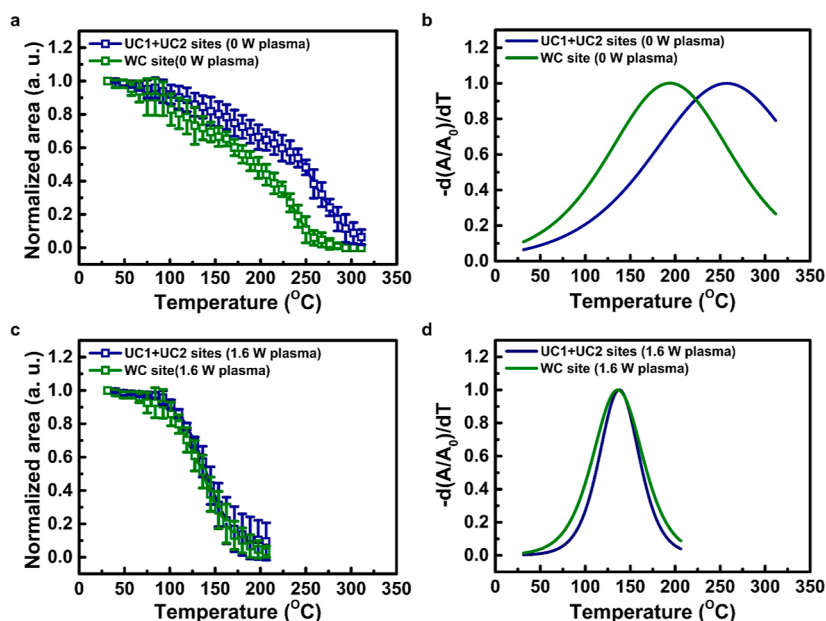 a
UC1+UC2 sites (0 W plasma)
WC site(0 W plasma)
Normalized area (a. u.)
1.2
1.0
0.8
0.6
0.4
0.2
0.0
0 50 100 150 200 250 300 350
Temperature (ᴼC)
b
UC1+UC2 sites (0 W plasma)
WC site (0 W plasma)
-d(A/A₀)/dT
1.2
1.0
0.8
0.6
0.4
0.2
0.0
0 50 100 150 200 250 300 350
Temperature (ᴼC)
c
UC1+UC2 sites (1.6 W plasma)
WC site(1.6 W plasma)
Normalized area (a. u.)
1.2
1.0
0.8
0.6
0.4
0.2
0.0
0 50 100 150 200 250 300 350
Temperature (ᴼC)
d
UC1+UC2 sites (1.6 W plasma)
WC site (1.6 W plasma)
-d(A/A₀)/dT
1.2
1.0
0.8
0.6
0.4
0.2
0.0
0 50 100 150 200 250 300 350
Temperature (ᴼC)